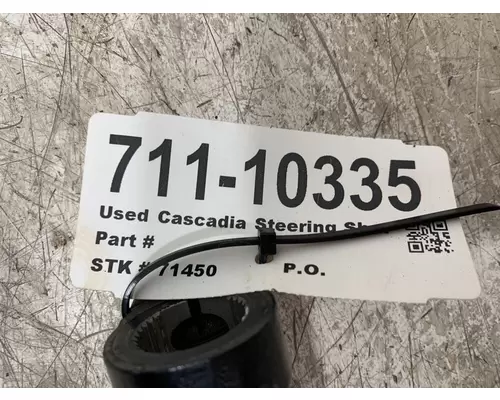 711-10335
Used Cascadia Steering
Part #
STK # 71450 P.O.